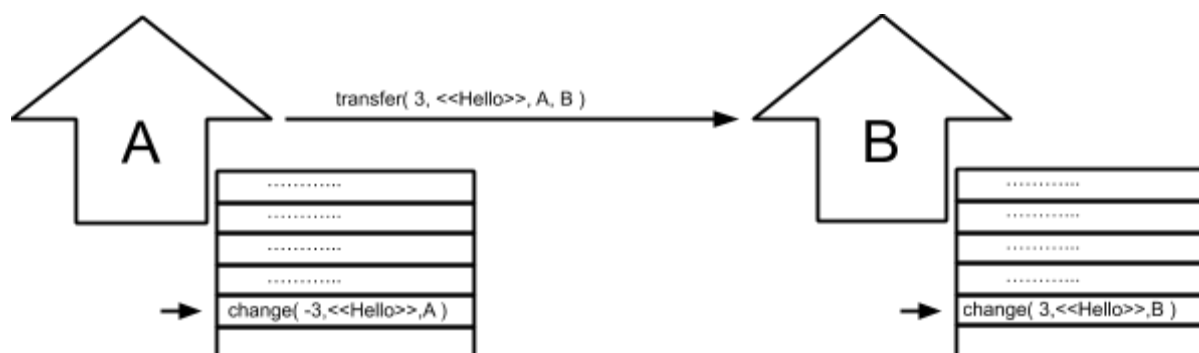 A
transfer( 3, <<Hello>>, A, B )
B
............
............
............
............
change( -3,<<Hello>>,A )
............
............
............
............
change( 3,<<Hello>>,B )